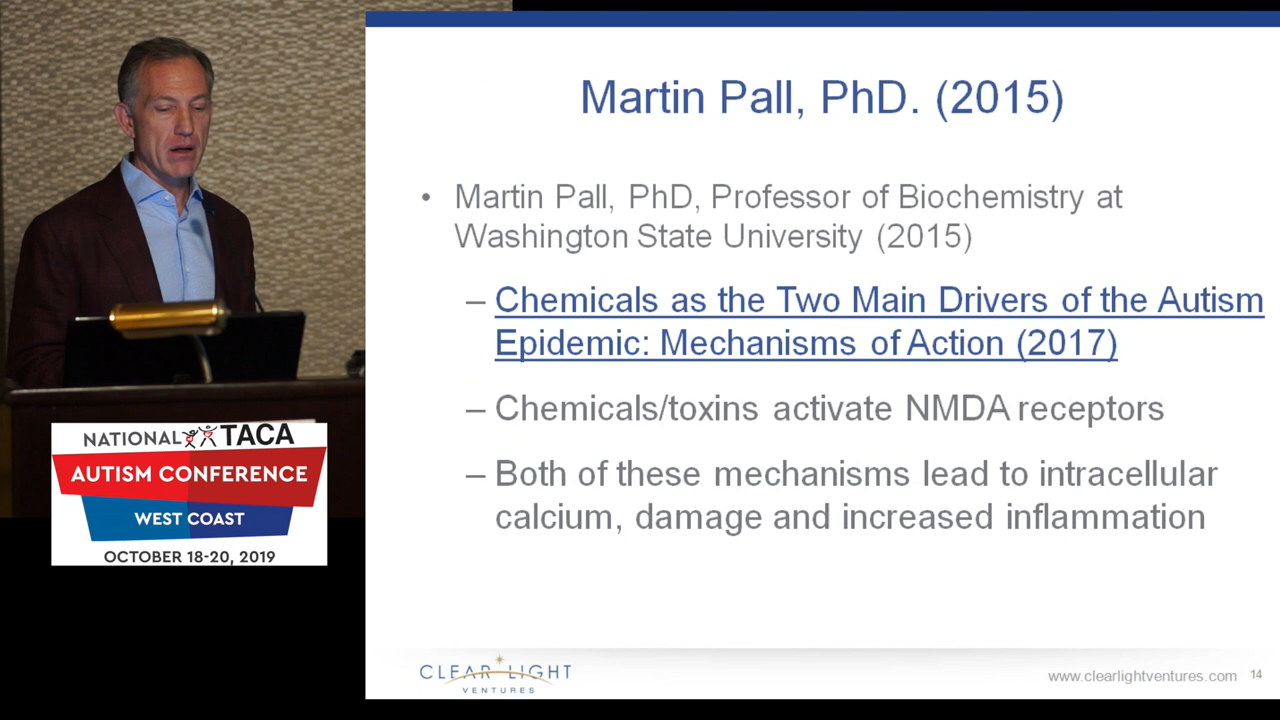 Martin Pall, PhD. (2015)
• Martin Pall, PhD, Professor of Biochemistry at
Washington State University (2015)
– Chemicals as the Two Main Drivers of the Autism
Epidemic: Mechanisms of Action (2017)
– Chemicals/toxins activate NMDA receptors
– Both of these mechanisms lead to intracellular
calcium, damage and increased inflammation
NATIONAL TACA
AUTISM CONFERENCE
WEST COAST
OCTOBER 18-20, 2019
CLEAR LIGHT
VENTURES
www.clearlightventures.com 14